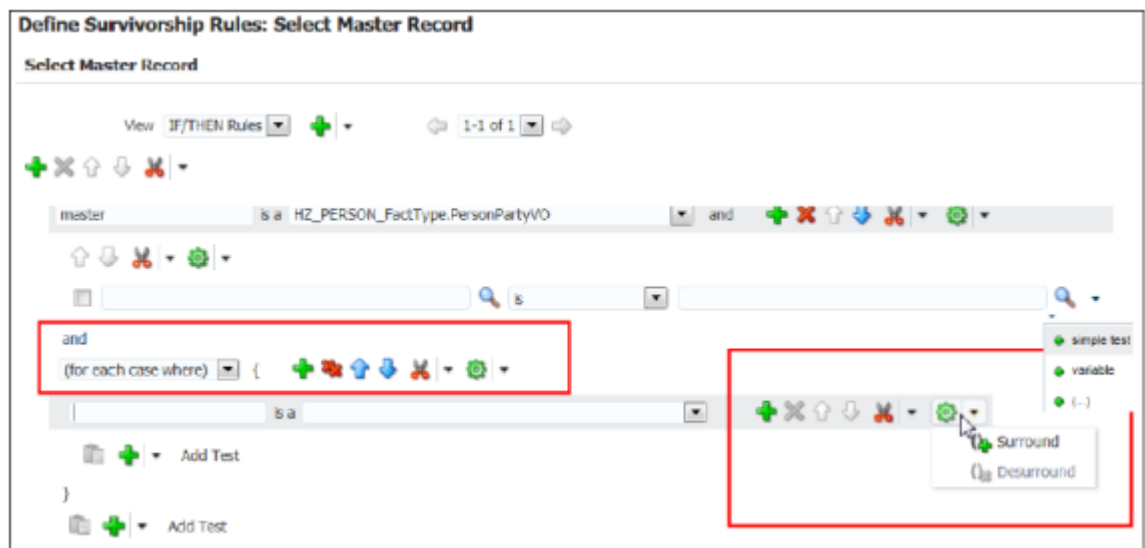 Define Survivorship Rules: Select Master Record
Select Master Record
View IF/THEN Rules 1-1 of 1
master is a HZ_PERSON_FactType.PersonPartyVO and
is
and
simple test
(for each case where) {
variable
(...)
is a
Surround
Add Test
Desurround
}
Add Test